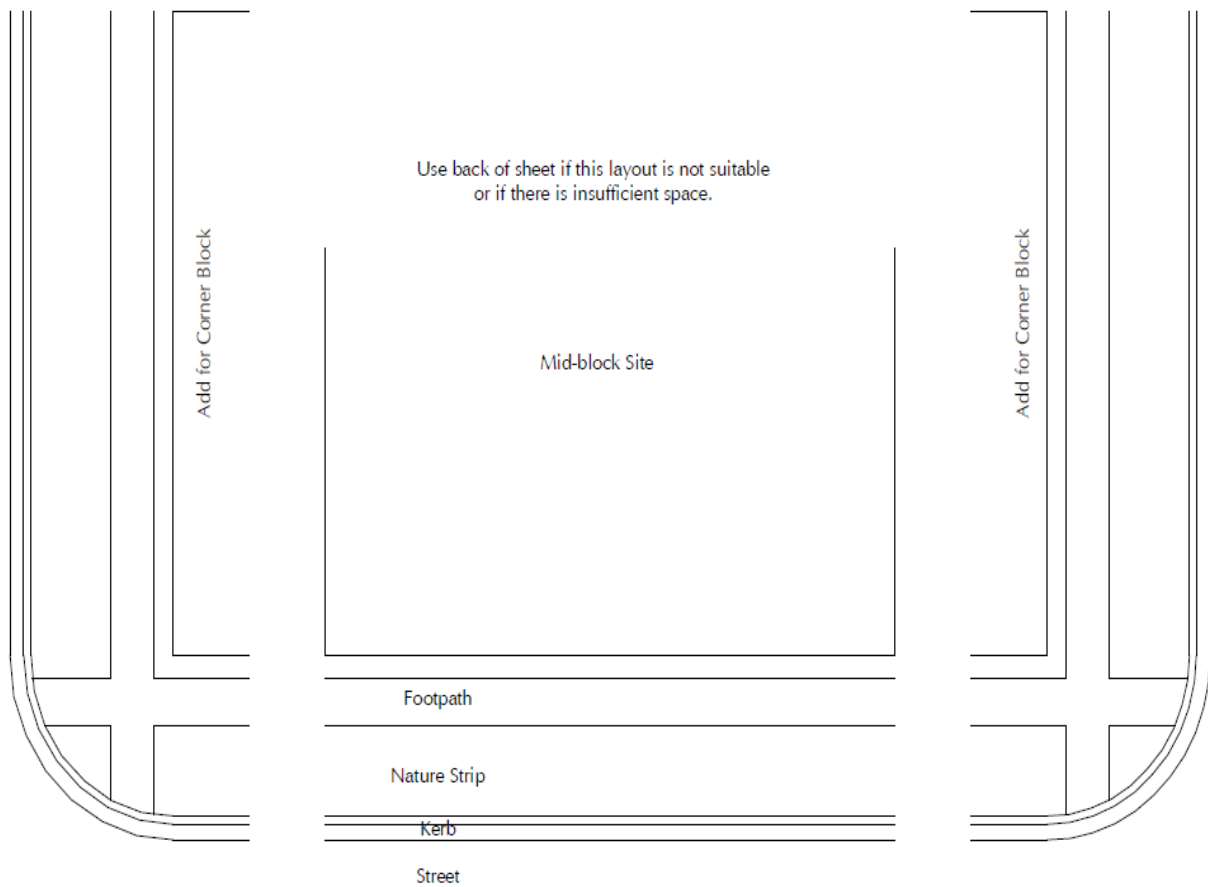 Use back of sheet if this layout is not suitable
or if there is insufficient space.
Add for Corner Block
Mid-block Site
Add for Corner Block
Footpath
Nature Strip
Kerb
Street